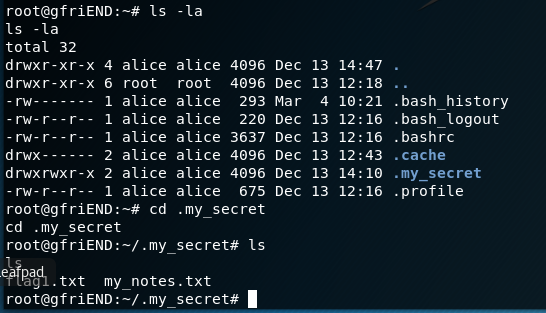 root@gfriEND:~# ls -la
ls -la
total 32
drwxr-xr-x 4 alice alice 4096 Dec 13 14:47 .
drwxr-xr-x 6 root  root  4096 Dec 13 12:18 ..
-rw------- 1 alice alice  293 Mar  4 10:21 .bash_history
-rw-r--r-- 1 alice alice  220 Dec 13 12:16 .bash_logout
-rw-r--r-- 1 alice alice 3637 Dec 13 12:16 .bashrc
drwx------ 2 alice alice 4096 Dec 13 12:43 .cache
drwxrwxr-x 2 alice alice 4096 Dec 13 14:10 .my_secret
-rw-r--r-- 1 alice alice  675 Dec 13 12:16 .profile
root@gfriEND:~# cd .my_secret
cd .my_secret
root@gfriEND:~/.my_secret# ls
ls
eafpad
flag1.txt  my_notes.txt
root@gfriEND:~/.my_secret#